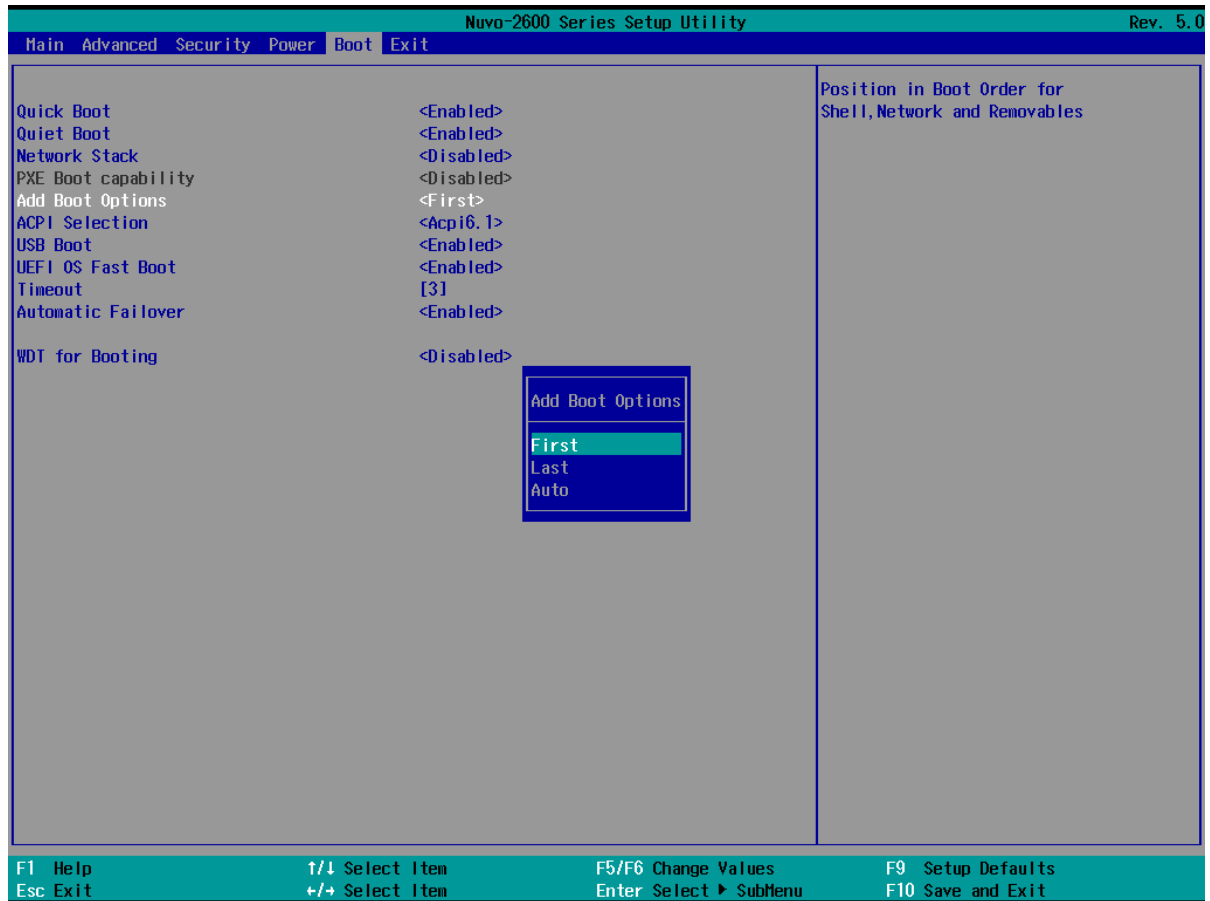 Nuvo-2600 Series Setup Utility Rev. 5.0
Main Advanced Security Power Boot Exit
Position in Boot Order for
Shell,Network and Removables
Quick Boot <Enabled>
Quiet Boot <Enabled>
Network Stack <Disabled>
PXE Boot capability <Disabled>
Add Boot Options <First>
ACPI Selection <Acpi6.1>
USB Boot <Enabled>
UEFI OS Fast Boot <Enabled>
Timeout [3]
Automatic Failover <Enabled>
WDT for Booting <Disabled>
Add Boot Options
First
Last
Auto
F1 Help ↑/↓ Select Item F5/F6 Change Values F9 Setup Defaults
Esc Exit ←/→ Select Item Enter Select ▶ SubMenu F10 Save and Exit